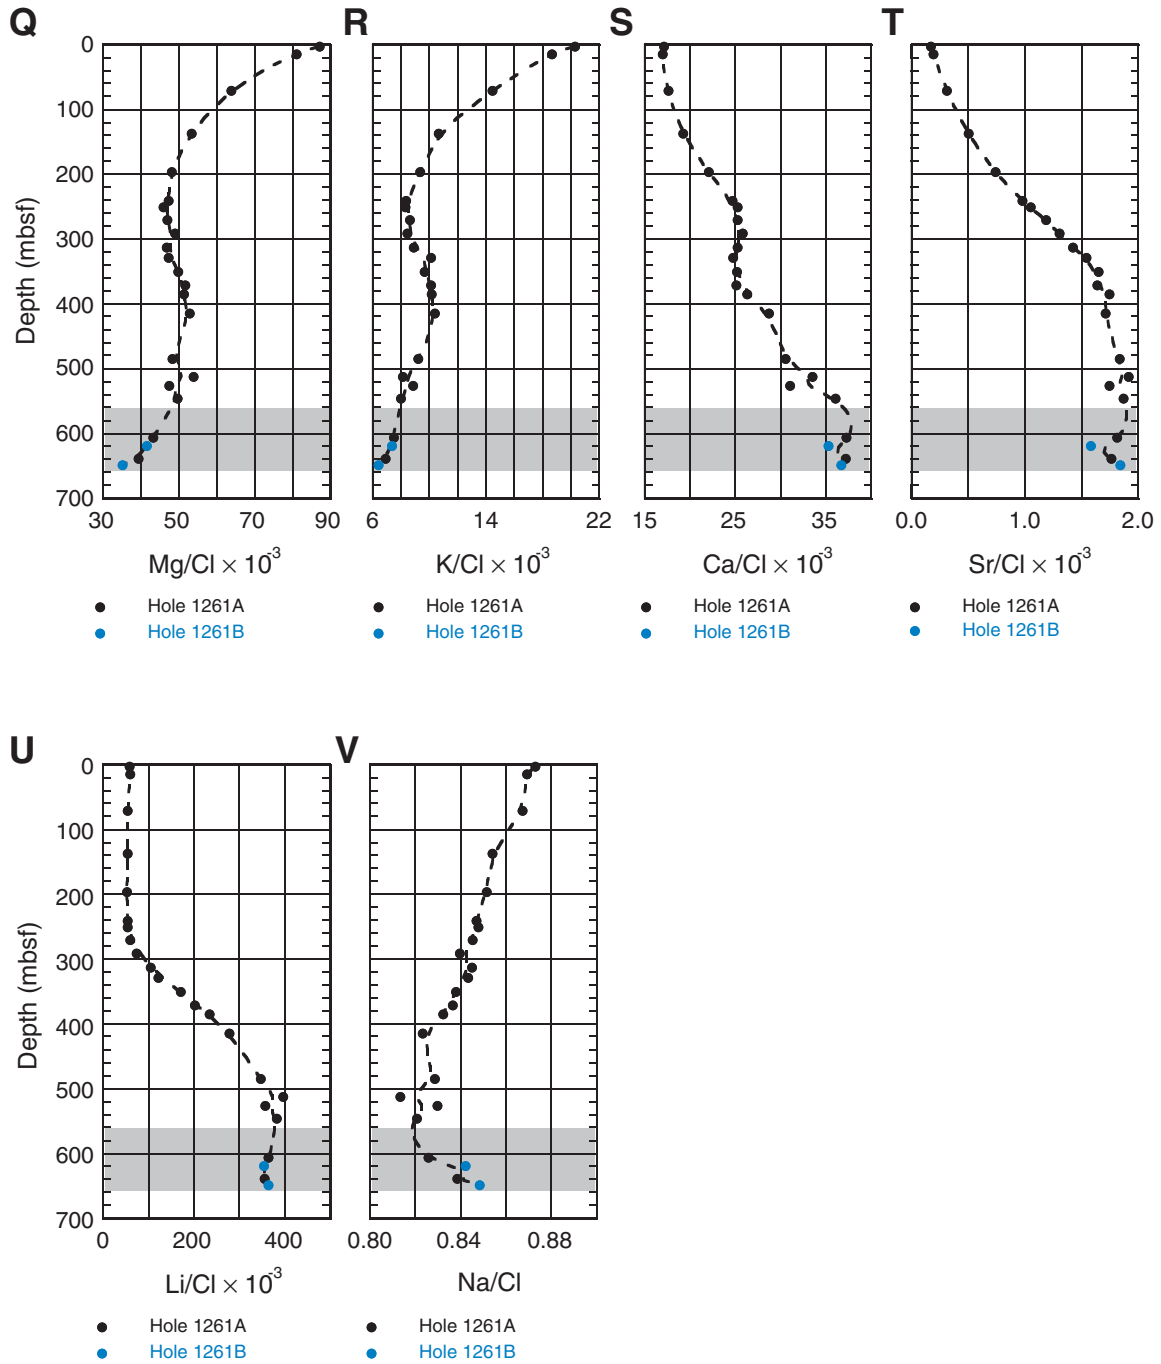 Q R S T
0
100
200
300
400
500
600
700
Depth (mbsf)
30 50 70 90
6 14 22
15 25 35
0.0 1.0 2.0
Mg/Cl × 10-3
K/Cl × 10-3
Ca/Cl × 10-3
Sr/Cl × 10-3
Hole 1261A
Hole 1261B
Hole 1261A
Hole 1261B
Hole 1261A
Hole 1261B
Hole 1261A
Hole 1261B
U V
0
100
200
300
400
500
600
700
Depth (mbsf)
0 200 400
0.80 0.84 0.88
Li/Cl × 10-3
Na/Cl
Hole 1261A
Hole 1261B
Hole 1261A
Hole 1261B